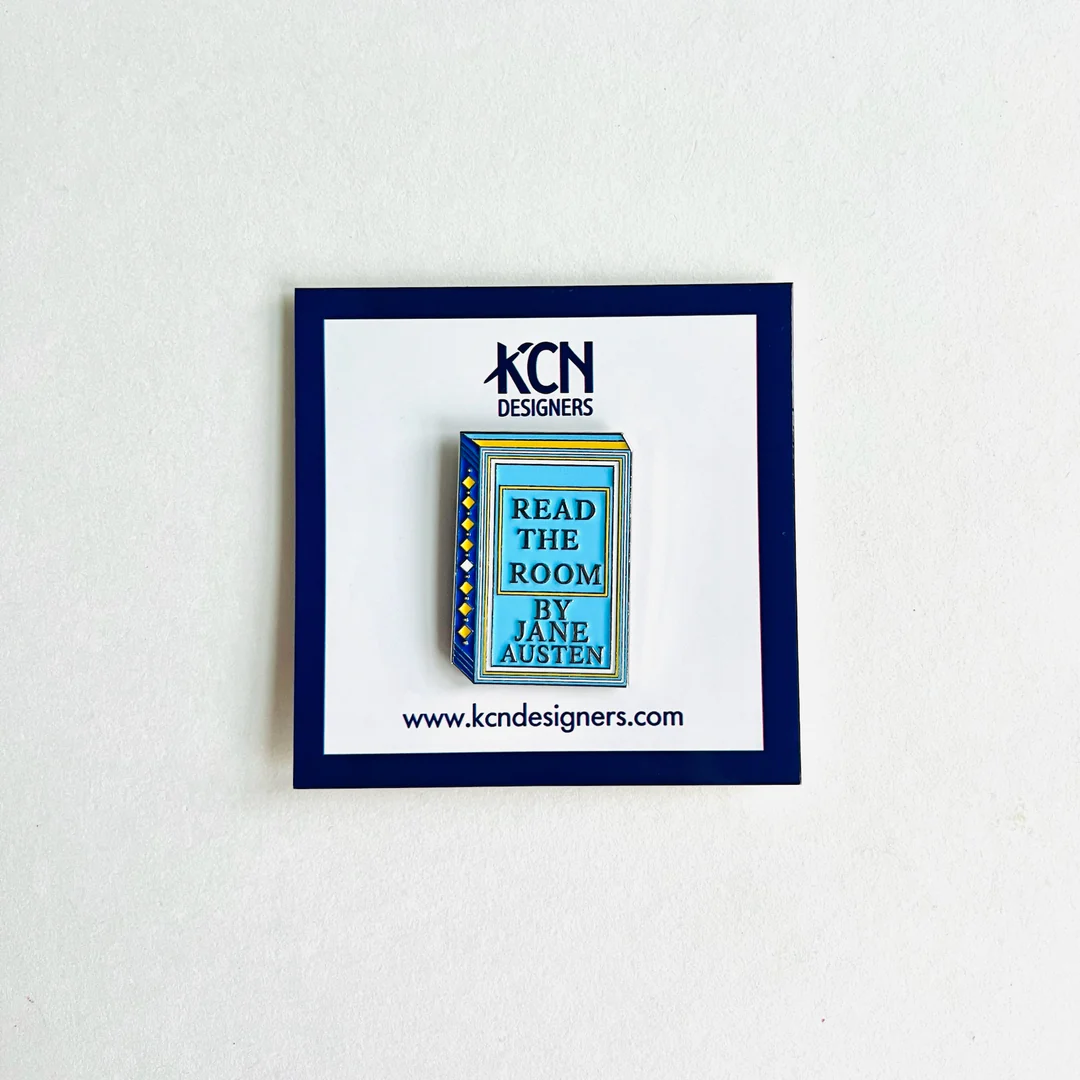 KCN
DESIGNERS
READ
THE
ROOM
BY
JANE
AUSTEN
www.kcndesigners.com